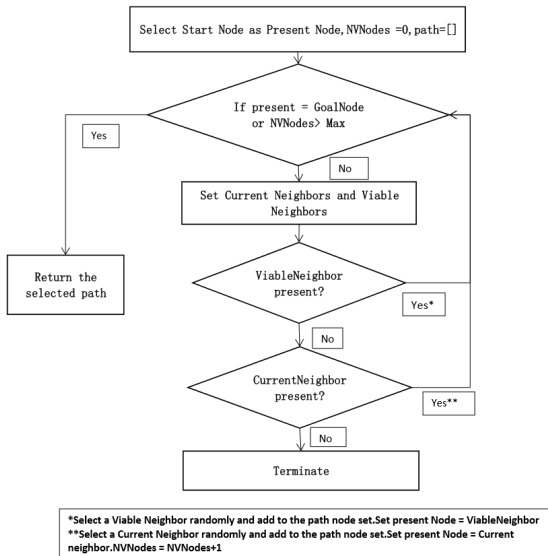 Select Start Node as Present Node,NVNodes =0,path=[]
If present = GoalNode
or NVNodes> Max
Yes
No
Set Current Neighbors and Viable
Neighbors
Return the
selected path
ViableNeighbor
present?
Yes*
No
CurrentNeighbor
present?
Yes**
No
Terminate
*Select a Viable Neighbor randomly and add to the path node set.Set present Node = ViableNeighbor
**Select a Current Neighbor randomly and add to the path node set.Set present Node = Current
neighbor.NVNodes = NVNodes+1